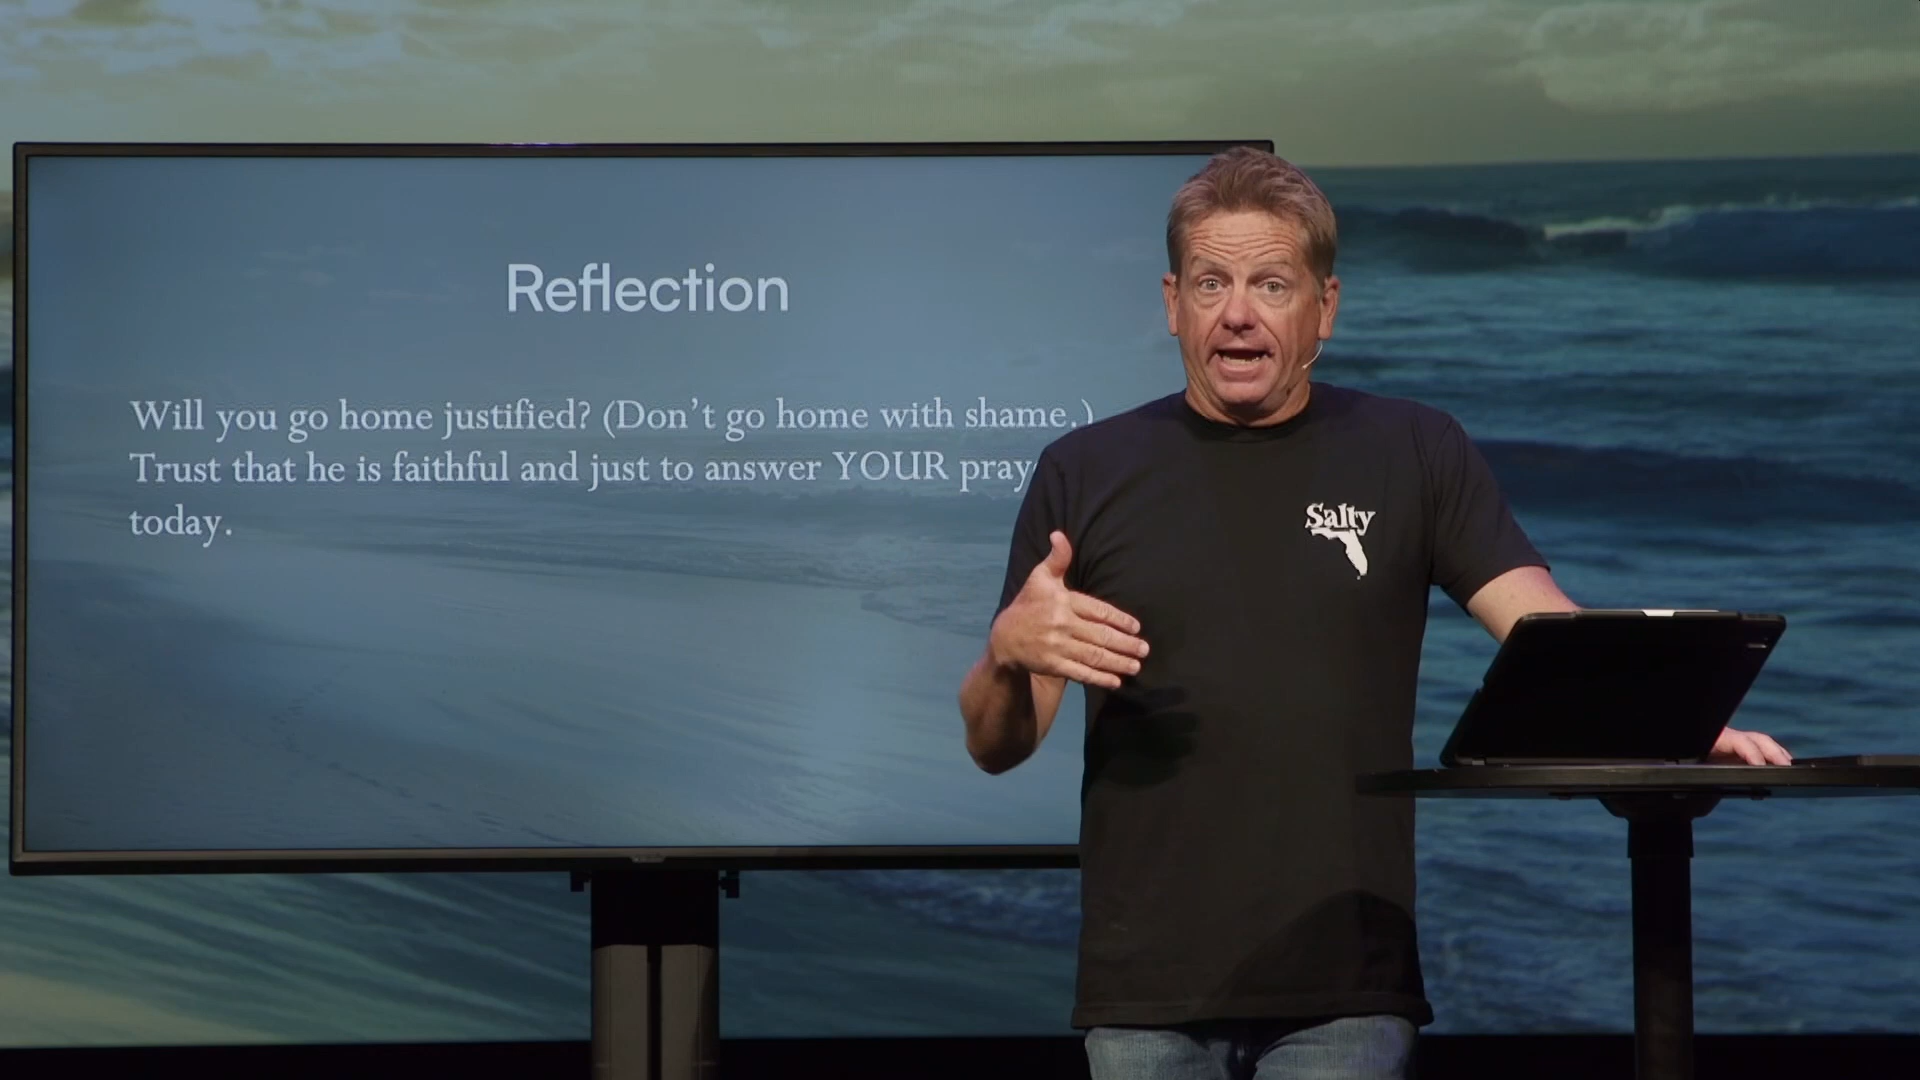 Reflection
Will you go home justified? (Don't go home with shame.)
Trust that he is faithful and just to answer YOUR
today.
Salty